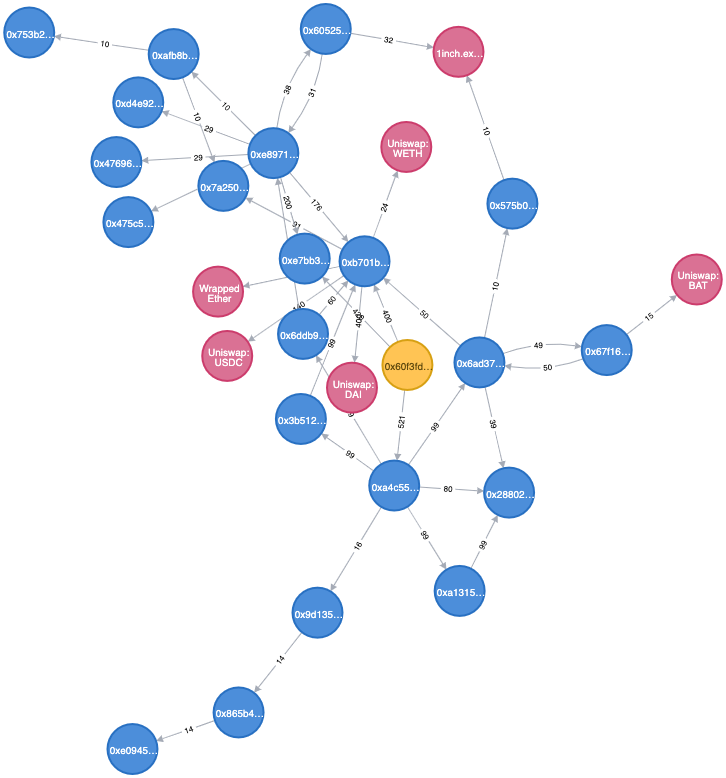 0x753b2...
10
0xafb8b...
0x60525...
32
1inch.ex...
38
31
10
0xd4e92...
10
29
10
0x47696...
29
0xe8971...
Uniswap:
WETH
0x7a250...
200
176
24
0x575b0...
0x475c5...
91
0xe7bb3...
0xb701b...
Wrapped
Ether
10
Uniswap:
BAT
60
400
50
15
0x6ddb9...
99
49
0x67f16...
Uniswap:
USDC
0x60f3fd...
0x6ad37...
50
Uniswap:
DAI
0x3b512...
521
99
39
99
0xa4c55...
80
0x28802...
99
99
16
0xa1315...
0x9d135...
14
0x865b4...
14
0xe0945...